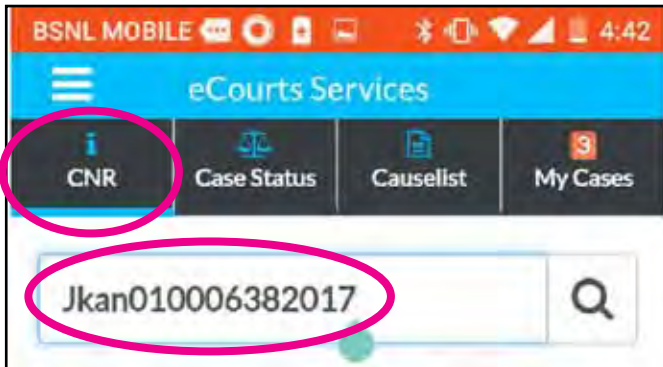 BSNL MOBILE 4:42
eCourts Services
CNR Case Status Causelist 3 My Cases
Jkan010006382017